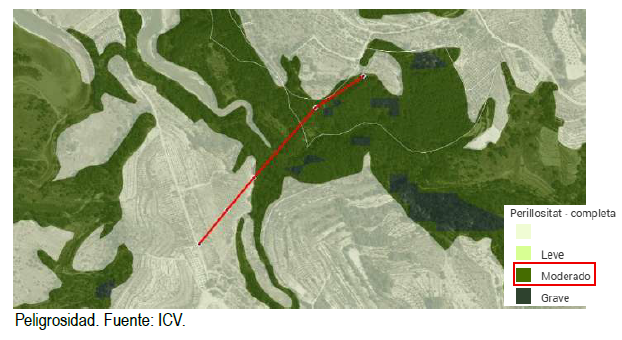 Perillositat - completa
Leve
Moderado
Grave
Peligrosidad. Fuente: ICV.